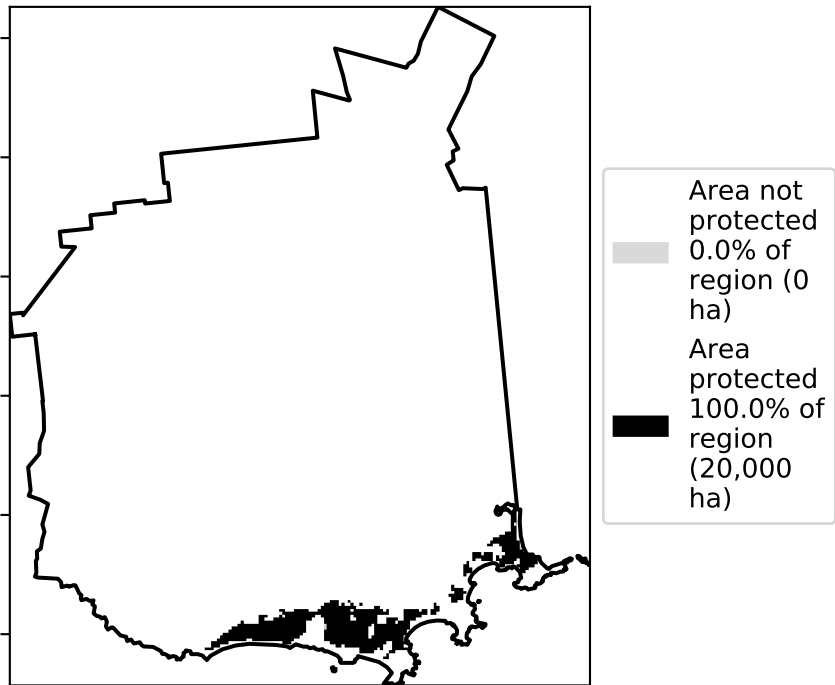 Area not
protected
0.0% of
region (0
ha)
Area
protected
100.0% of
region
(20,000
ha)